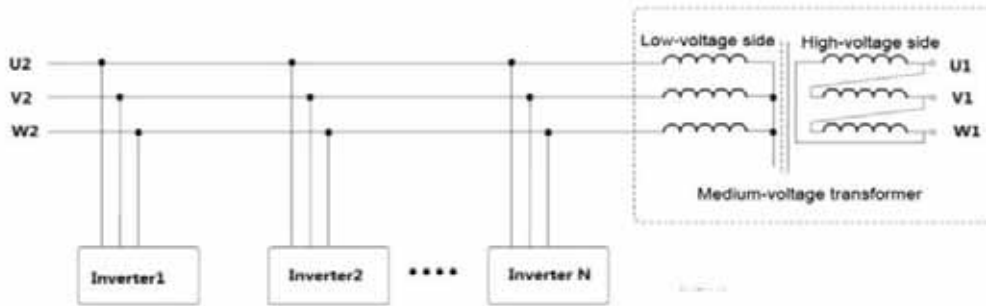 Low-voltage side
High-voltage side
U2
U1
V2
V1
W2
W1
Medium-voltage transformer
Inverter1
Inverter2
Inverter N